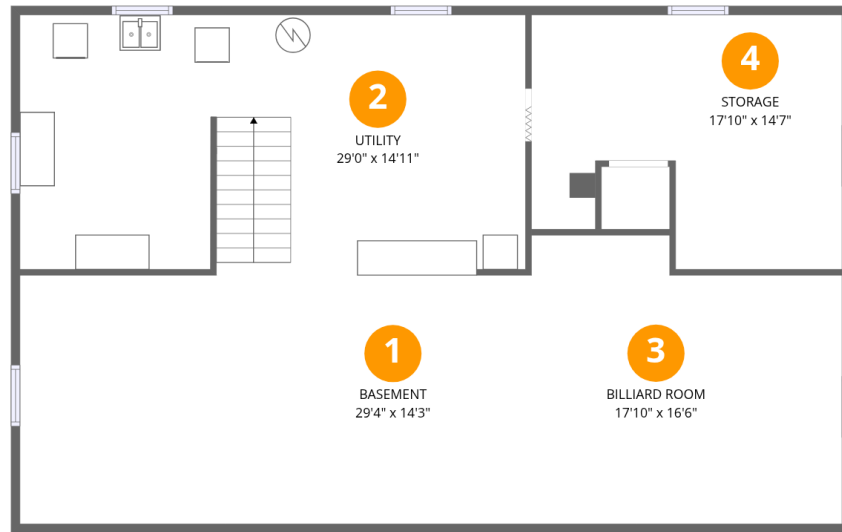 4
STORAGE
17'10" x 14'7"
2
UTILITY
29'0" x 14'11"
1
BASEMENT
29'4" x 14'3"
3
BILLIARD ROOM
17'10" x 16'6"